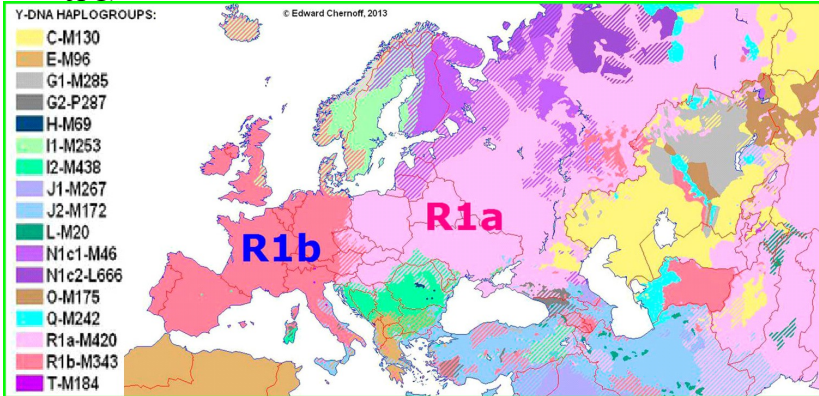 Y-DNA HAPLOGROUPS:
© Edward Chernoff, 2013
C-M130
E-M96
G1-M285
G2-P287
H-M69
I1-M253
I2-M438
J1-M267
J2-M172
L-M20
N1c1-M46
N1c2-L666
O-M175
Q-M242
R1a-M420
R1b-M343
T-M184
R1b
R1a